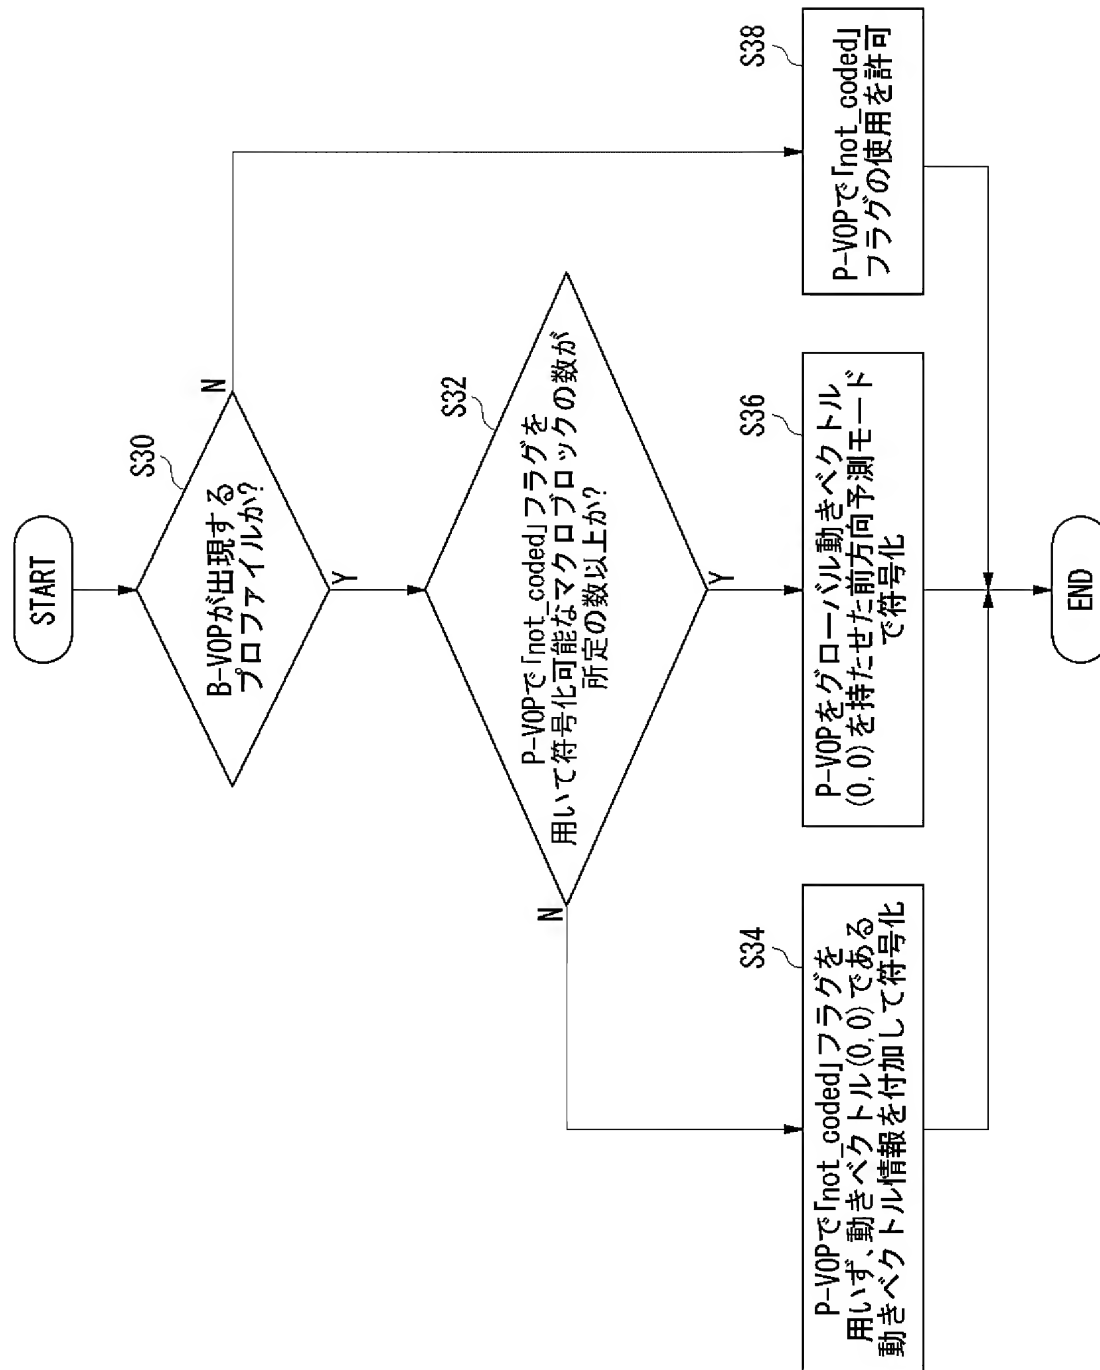 START
S30
B-VOPが出現する
プロファイルか?
N
Y
S32
P-VOPで「not_coded」フラグを
用いて符号化可能なマクロブロックの数が
所定の数以上か?
N
Y
S34
P-VOPで「not_coded」フラグを
用いず、動きベクトル(0,0)である
動きベクトル情報を付加して符号化
S36
P-VOPをグローバル動きベクトル
(0,0)を持たせた前方向予測モード
で符号化
S38
P-VOPで「not_coded」
フラグの使用を許可
END